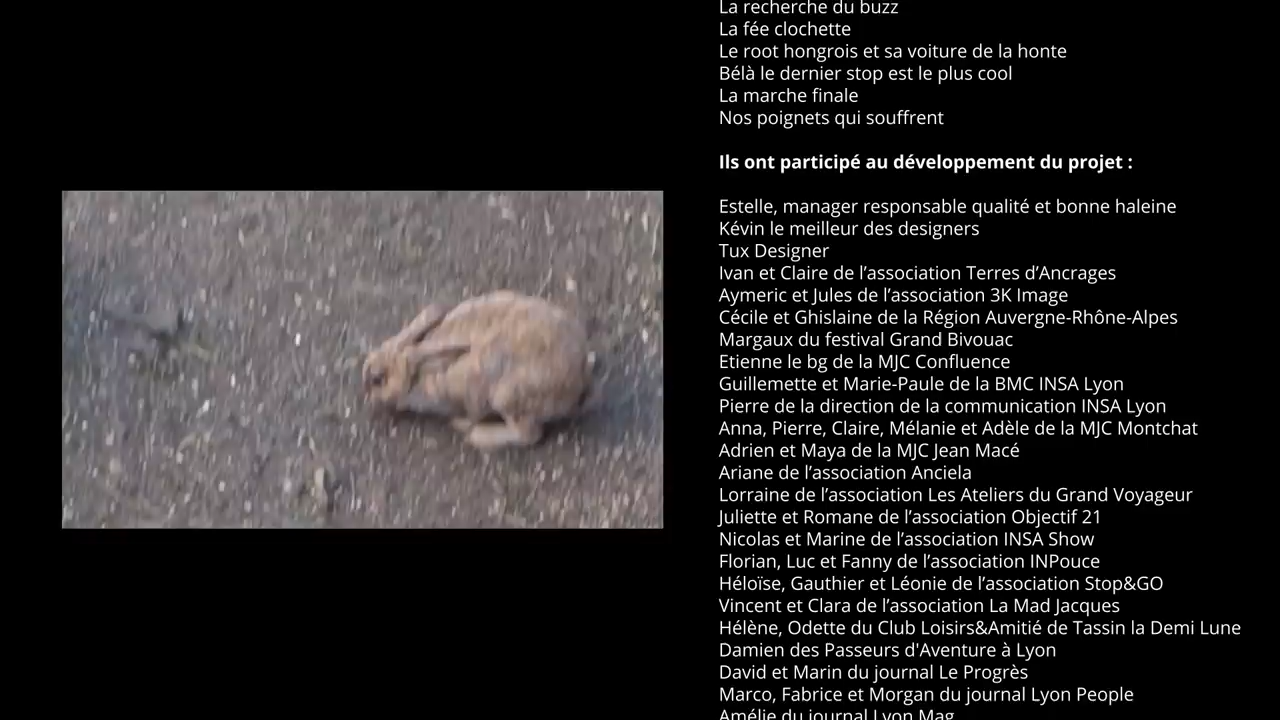 La recherche du buzz
La fée clochette
Le root hongrois et sa voiture de la honte
Bélà le dernier stop est le plus cool
La marche finale
Nos poignets qui souffrent
Ils ont participé au développement du projet :
Estelle, manager responsable qualité et bonne haleine
Kévin le meilleur des designers
Tux Designer
Ivan et Claire de l’association Terres d’Ancrages
Aymeric et Jules de l’association 3K Image
Cécile et Ghislaine de la Région Auvergne-Rhône-Alpes
Margaux du festival Grand Bivouac
Etienne le bg de la MJC Confluence
Guillemette et Marie-Paule de la BMC INSA Lyon
Pierre de la direction de la communication INSA Lyon
Anna, Pierre, Claire, Mélanie et Adèle de la MJC Montchat
Adrien et Maya de la MJC Jean Macé
Ariane de l’association Anciela
Lorraine de l’association Les Ateliers du Grand Voyageur
Juliette et Romane de l’association Objectif 21
Nicolas et Marine de l’association INSA Show
Florian, Luc et Fanny de l’association INPouce
Héloïse, Gauthier et Léonie de l’association Stop&GO
Vincent et Clara de l’association La Mad Jacques
Hélène, Odette du Club Loisirs&Amitié de Tassin la Demi Lune
Damien des Passeurs d'Aventure à Lyon
David et Marin du journal Le Progrès
Marco, Fabrice et Morgan du journal Lyon People
Amélie du journal Lyon Mag